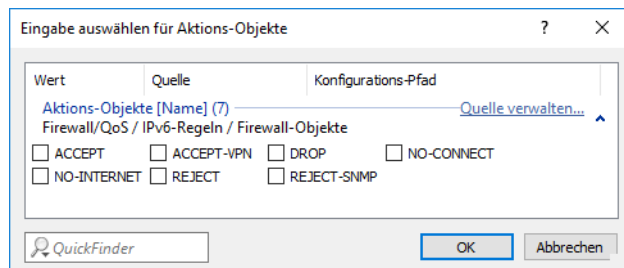 Eingabe auswählen für Aktions-Objekte ? ×
Wert Quelle Konfigurations-Pfad
Aktions-Objekte [Name] (7) Quelle verwalten...
Firewall/QoS / IPv6-Regeln / Firewall-Objekte
ACCEPT ACCEPT-VPN DROP NO-CONNECT
NO-INTERNET REJECT REJECT-SNMP
QuickFinder OK Abbrechen